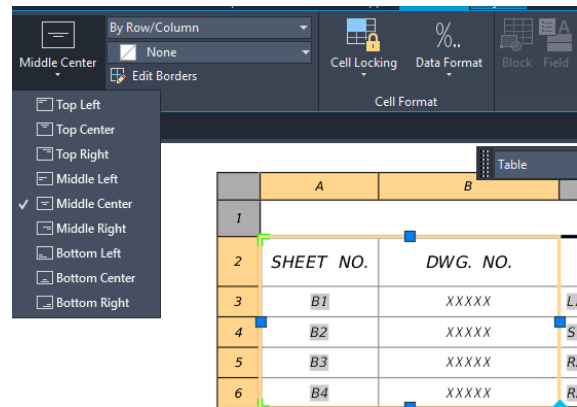 By Row/Column
None
Middle Center
Edit Borders
Cell Locking
Data Format
Block
Field
Cell Format
Top Left
Top Center
Top Right
Middle Left
Middle Center
Middle Right
Bottom Left
Bottom Center
Bottom Right
Table
A B
1
2 SHEET NO. DWG. NO.
3 B1 XXXXX
4 B2 XXXXX S
5 B3 XXXXX R
6 B4 XXXXX R